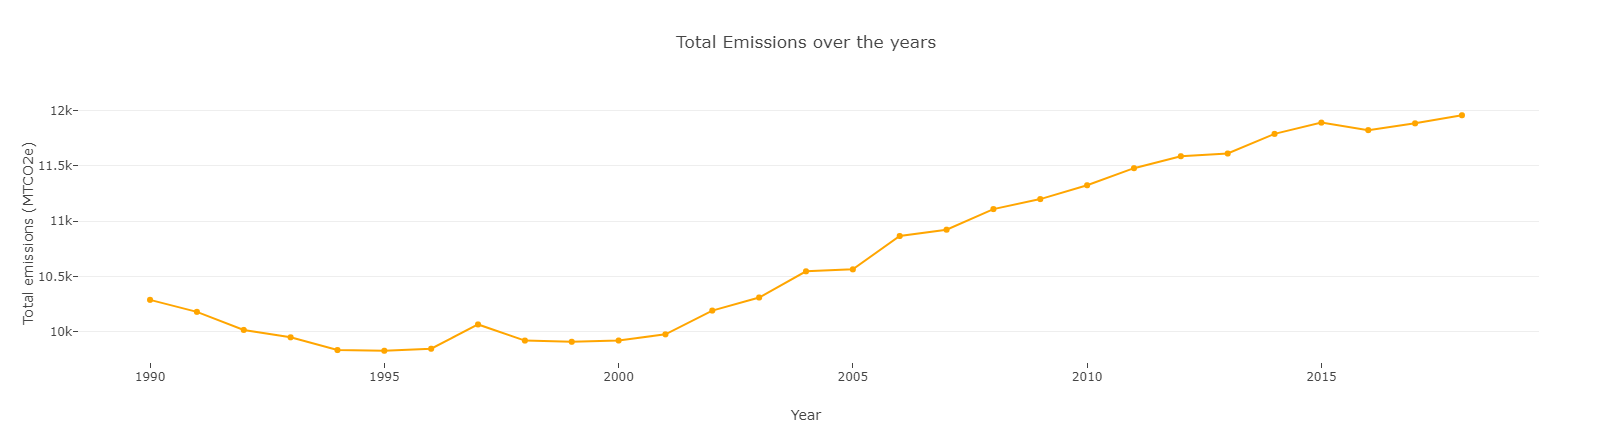 Total Emissions over the years
Total emissions (MTCO2e)
12k
11.5k
11k
10.5k
10k
1990 1995 2000 2005 2010 2015
Year